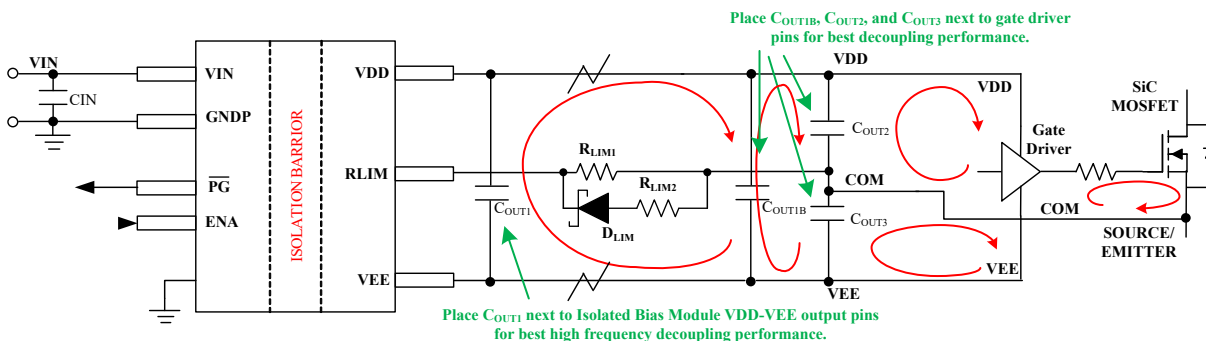 Place COUT1B, COUT2, and COUT3 next to gate driver
pins for best decoupling performance.
VIN
VIN
CIN
GNDP
PG
ENA
ISOLATION BARRIER
VDD
RLIM
VEE
COUT1
RLIM1
RLIM2
DLIM
COUT1B
VDD
COUT2
COM
COUT3
VEE
VDD
Gate
Driver
SiC
MOSFET
COM
SOURCE/
EMITTER
VEE
Place COUT1 next to Isolated Bias Module VDD-VEE output pins
for best high frequency decoupling performance.